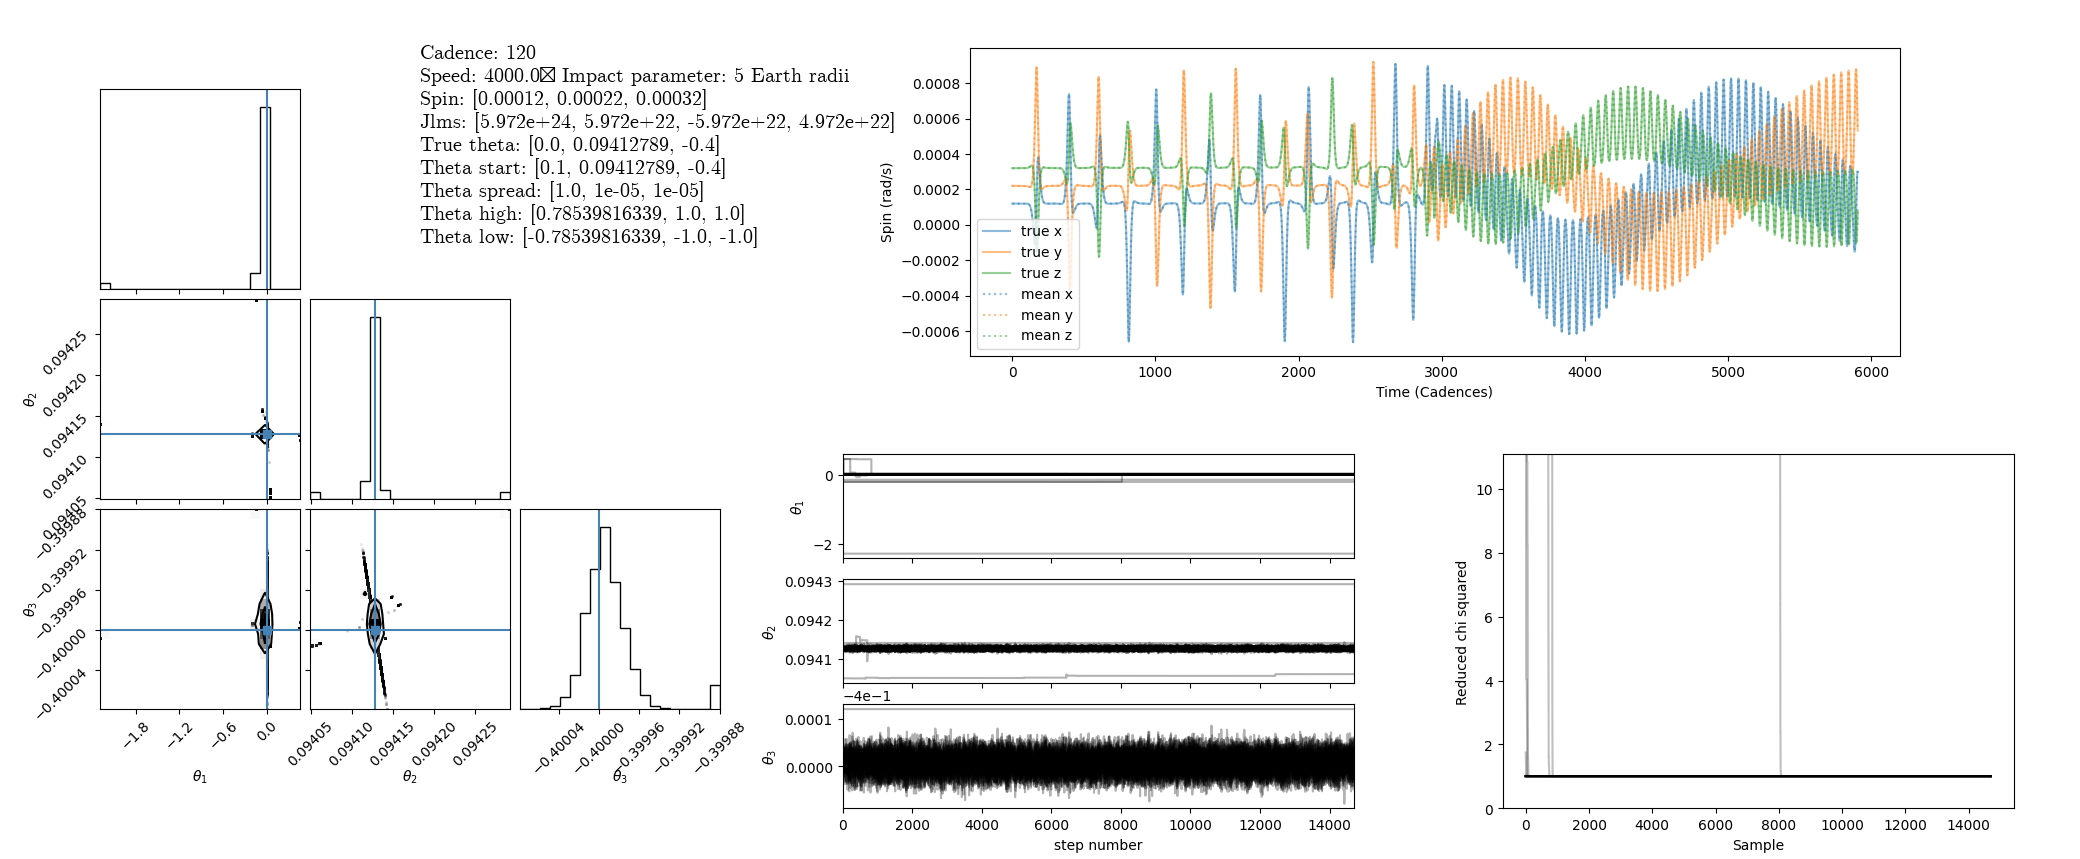 Cadence: 120
Speed: 4000.0 Impact parameter: 5 Earth radii
Spin: [0.00012, 0.00022, 0.00032]
Jlms: [5.972e+24, 5.972e+22, -5.972e+22, 4.972e+22]
True theta: [0.0, 0.09412789, -0.4]
Theta start: [0.1, 0.09412789, -0.4]
Theta spread: [1.0, 1e-05, 1e-05]
Theta high: [0.78539816339, 1.0, 1.0]
Theta low: [-0.78539816339, -1.0, -1.0]
θ2
0.09425
0.09420
0.09415
0.09410
0.09405
θ3
−0.39988
−0.39992
−0.39996
−0.40000
−0.40004
−1.8 −1.2 −0.6 0.0
θ1
0.09405 0.09410 0.09415 0.09420 0.09425
θ2
−0.40004 −0.40000 −0.39996 −0.39992 −0.39988
θ3
Spin (rad/s)
0.0008
0.0006
0.0004
0.0002
0.0000
−0.0002
−0.0004
−0.0006
true x
true y
true z
mean x
mean y
mean z
0 1000 2000 3000 4000 5000 6000
Time (Cadences)
θ1
0
−2
θ2
0.0943
0.0942
0.0941
−4e−1
θ3
0.0001
0.0000
0 2000 4000 6000 8000 10000 12000 14000
step number
Reduced chi squared
10
8
6
4
2
0
0 2000 4000 6000 8000 10000 12000 14000
Sample